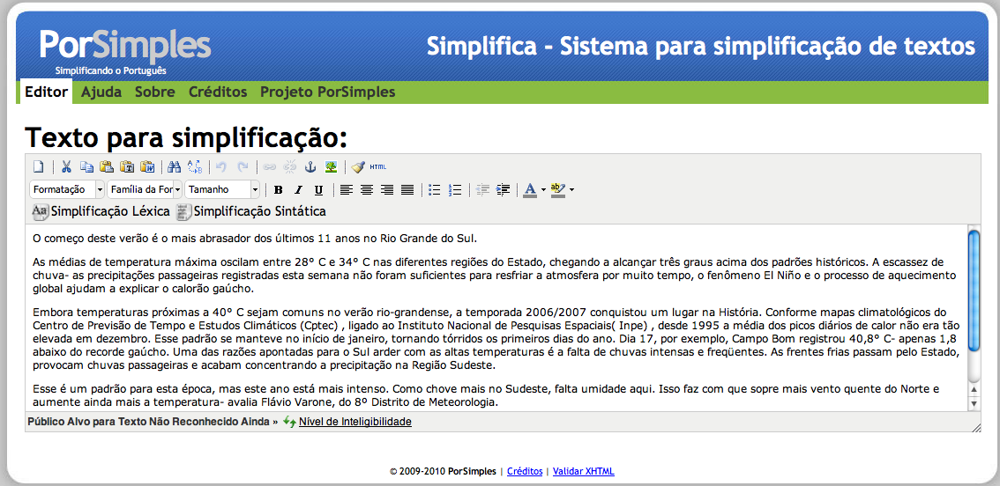 PorSimples
Simplificando o Português
Simplifica - Sistema para simplificação de textos
Editor Ajuda Sobre Créditos Projeto PorSimples
Texto para simplificação:
HTML
Formatação Família da For Tamanho B I U A ab
Aa Simplificação Léxica Simplificação Sintática
O começo deste verão é o mais abrasador dos últimos 11 anos no Rio Grande do Sul.
As médias de temperatura máxima oscilam entre 28° C e 34° C nas diferentes regiões do Estado, chegando a alcançar três graus acima dos padrões históricos. A escassez de
chuva- as precipitações passageiras registradas esta semana não foram suficientes para resfriar a atmosfera por muito tempo, o fenômeno El Niño e o processo de aquecimento
global ajudam a explicar o calorão gaúcho.
Embora temperaturas próximas a 40° C sejam comuns no verão rio-grandense, a temporada 2006/2007 conquistou um lugar na História. Conforme mapas climatológicos do
Centro de Previsão de Tempo e Estudos Climáticos (Cptec) , ligado ao Instituto Nacional de Pesquisas Espaciais( Inpe) , desde 1995 a média dos picos diários de calor não era tão
elevada em dezembro. Esse padrão se manteve no início de janeiro, tornando tórridos os primeiros dias do ano. Dia 17, por exemplo, Campo Bom registrou 40,8° C- apenas 1,8
abaixo do recorde gaúcho. Uma das razões apontadas para o Sul arder com as altas temperaturas é a falta de chuvas intensas e freqüentes. As frentes frias passam pelo Estado,
provocam chuvas passageiras e acabam concentrando a precipitação na Região Sudeste.
Esse é um padrão para esta época, mas este ano está mais intenso. Como chove mais no Sudeste, falta umidade aqui. Isso faz com que sopre mais vento quente do Norte e
aumente ainda mais a temperatura- avalia Flávio Varone, do 8º Distrito de Meteorologia.
Público Alvo para Texto Não Reconhecido Ainda » Nível de Inteligibilidade
© 2009-2010 PorSimples | Créditos | Validar XHTML